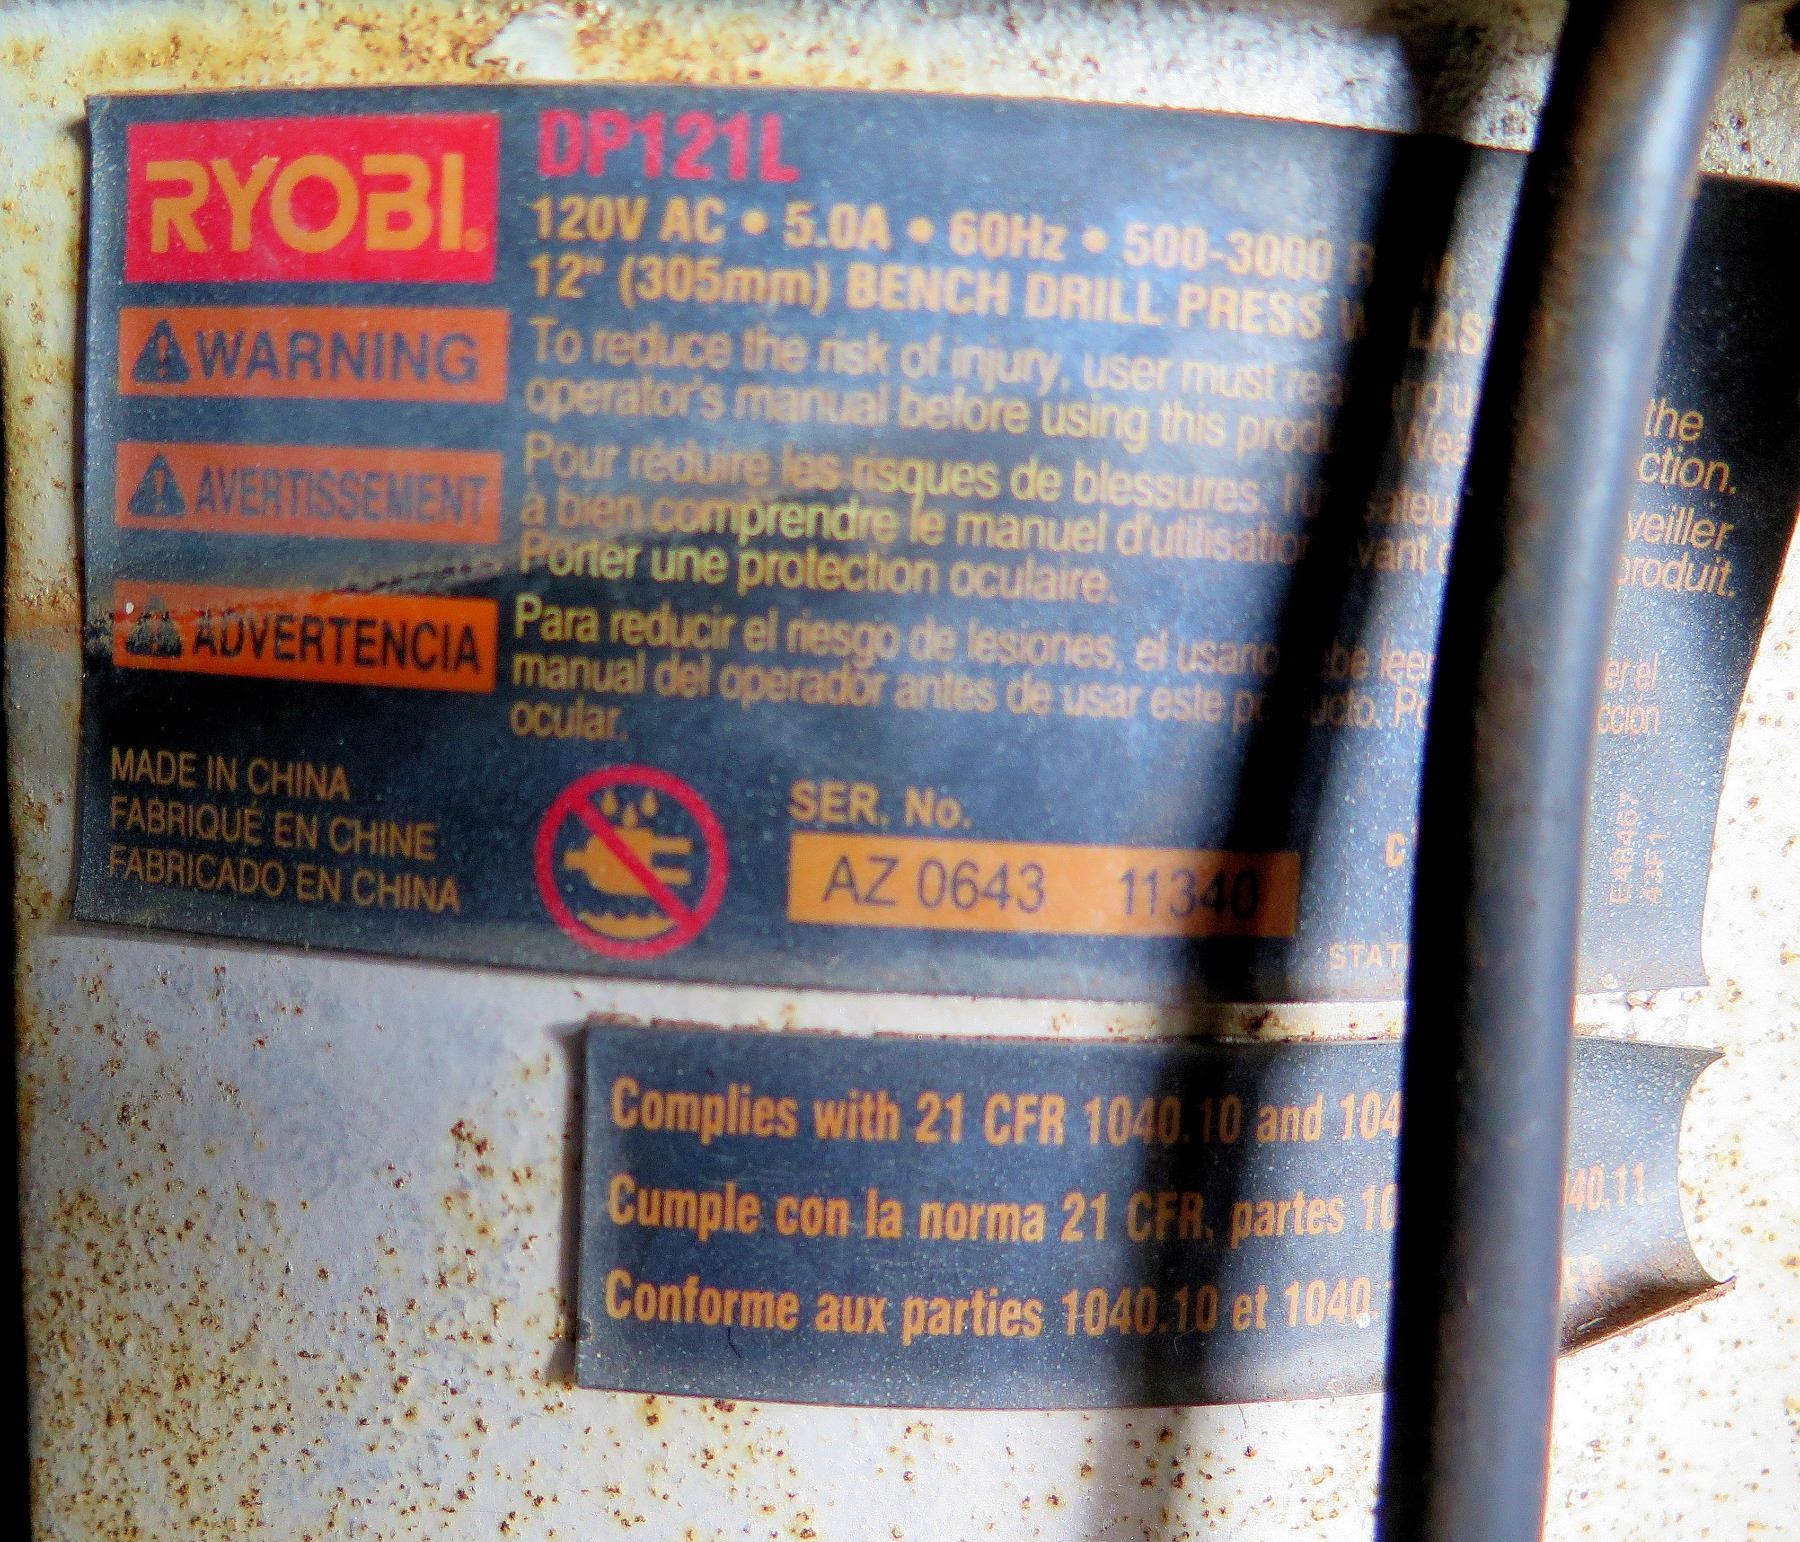 RYOBI
DP121L
120V AC • 5.0A • 60Hz • 500-3000
12" (305mm) BENCH DRILL PRESS
WARNING
To reduce the risk of injury, user must the
operator's manual before using this
AVERTISSEMENT
Pour réduire les risques de blessures, veiller
à bien comprendre le manuel d'utilisation produit.
Porter une protection oculaire.
ADVERTENCIA
Para reducir el riesgo de lesiones, el usario leer el
manual del operador antes de usar este
ocular.
MADE IN CHINA
FABRIQUÉ EN CHINE
FABRICADO EN CHINA
SER. No.
AZ 0643 11340
E48467
43F1
Complies with 21 CFR 1040.10 and
Cumple con la norma 21 CFR, partes
Conforme aux parties 1040.10 et